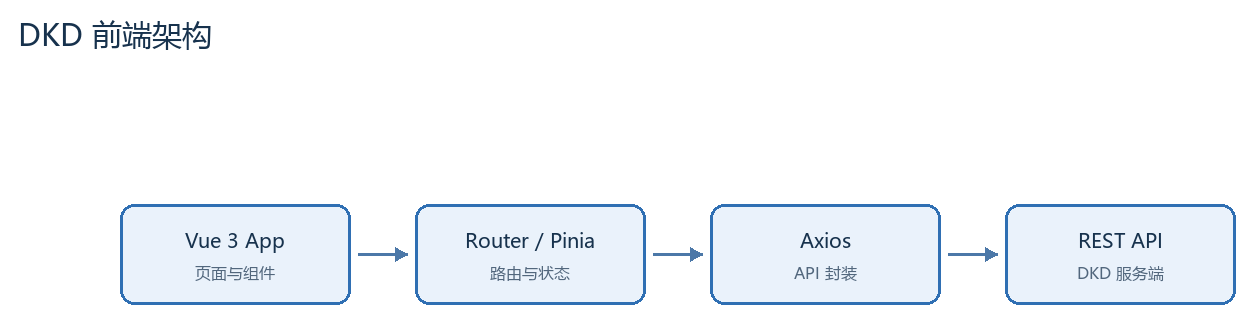 DKD 前端架构
Vue 3 App
页面与组件
Router / Pinia
路由与状态
Axios
API 封装
REST API
DKD 服务端